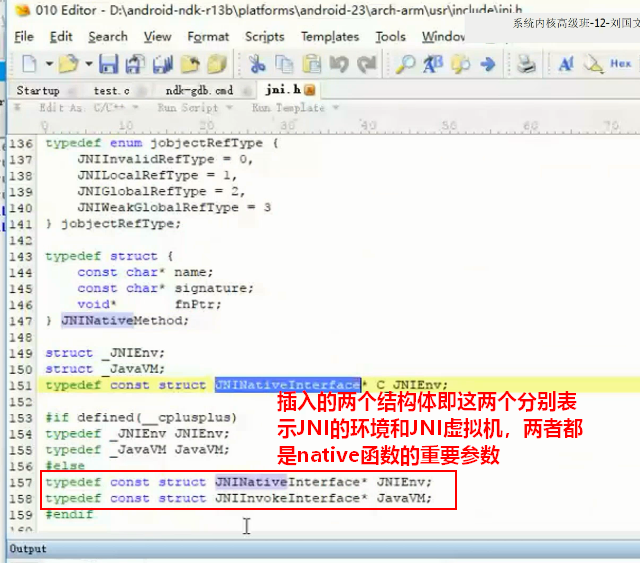 010 Editor - D:\android-ndk-r13b\platforms\android-23\arch-arm\usr\include\jni.h
系统内核高级班-12-刘国文
File Edit Search View Format Scripts Templates Tools Window
Hex
Startup test.c ndk-gdb.cmd jni.h
Edit As C/C++ Run Script Run Template
0 10 20 30 40 50 60 70
136 typedef enum jobjectRefType {
137 JNIInvalidRefType = 0,
138 JNILocalRefType = 1,
139 JNIGlobalRefType = 2,
140 JNIWeakGlobalRefType = 3
141 } jobjectRefType;
142
143 typedef struct {
144 const char* name;
145 const char* signature;
146 void* fnPtr;
147 } JNINativeMethod;
148
149 struct _JNIEnv;
150 struct _JavaVM;
151 typedef const struct JNINativeInterface* C_JNIEnv;
152
插入的两个结构体即这两个分别表
示JNI的环境和JNI虚拟机，两者都
是native函数的重要参数
153 #if defined(__cplusplus)
154 typedef _JNIEnv JNIEnv;
155 typedef _JavaVM JavaVM;
156 #else
157 typedef const struct JNINativeInterface* JNIEnv;
158 typedef const struct JNIInvokeInterface* JavaVM;
159 #endif
Output